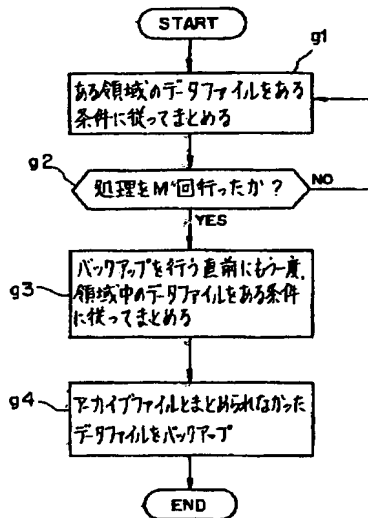 START
g1
ある領域のデータファイルをある
条件に従ってまとめる
g2
処理をM'回行ったか？
NO
YES
g3
バックアップを行う直前にもう一度,
領域中のデータファイルをある条件
に従ってまとめる
g4
アーカイブファイルとまとめられなかった
データファイルをバックアップ
END